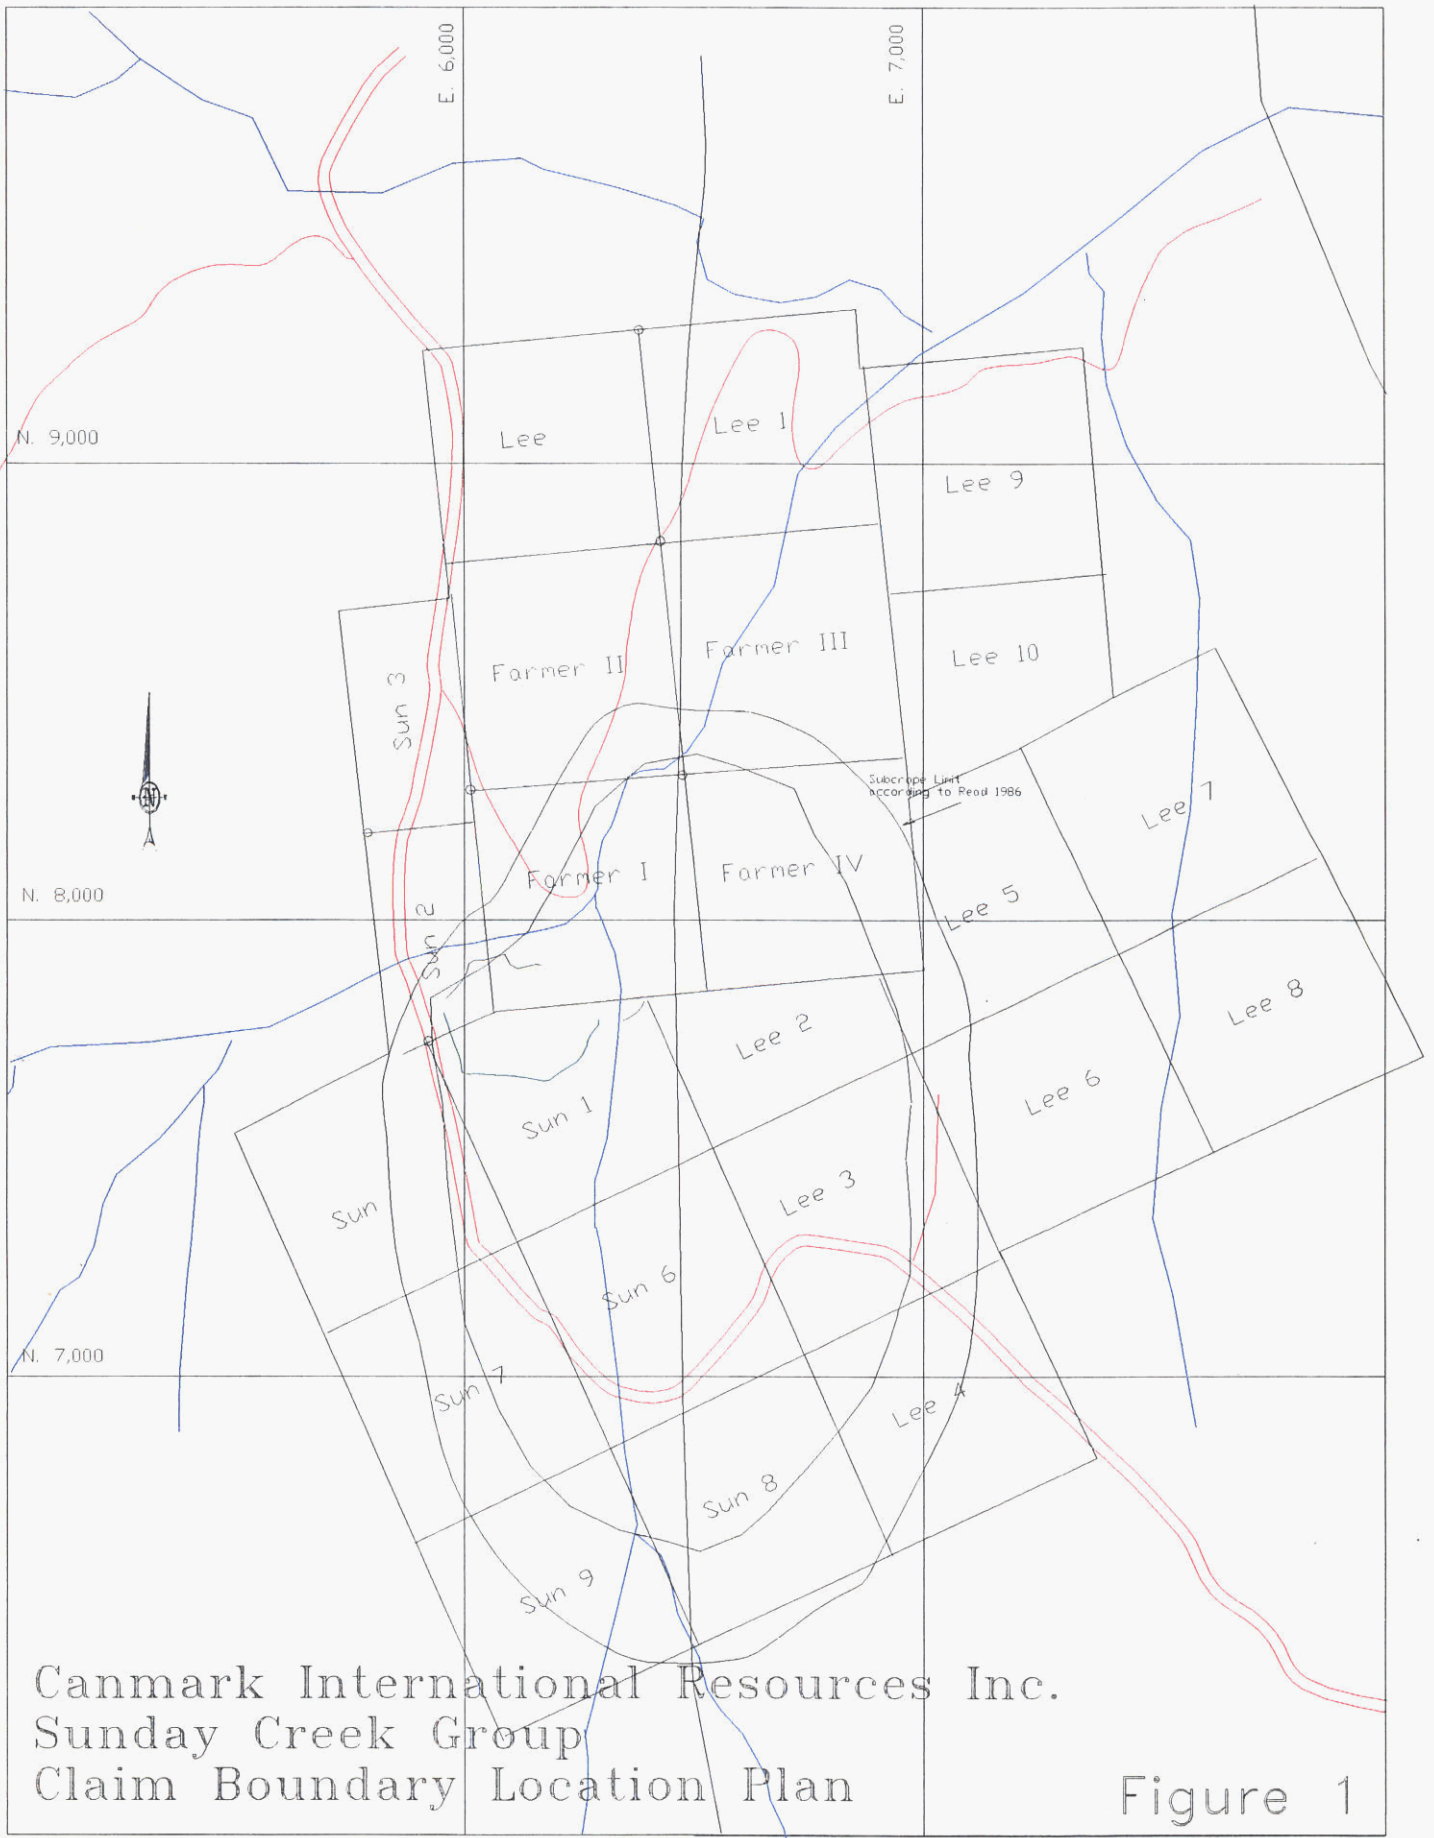 E. 6,000
E. 7,000
N. 9,000
Lee
Lee 1
Lee 9
Farmer II
Farmer III
Lee 10
Sun 3
Subcrope Limit
according to Read 1986
Lee 7
Farmer I
Farmer IV
N. 8,000
Sun 2
Lee 5
Lee 8
N
Lee 2
Lee 6
Sun 1
Sun
Lee 3
Sun 6
N. 7,000
Sun 7
Lee 4
Sun 8
Sun 9
Canmark International Resources Inc.
Sunday Creek Group
Claim Boundary Location Plan
Figure 1